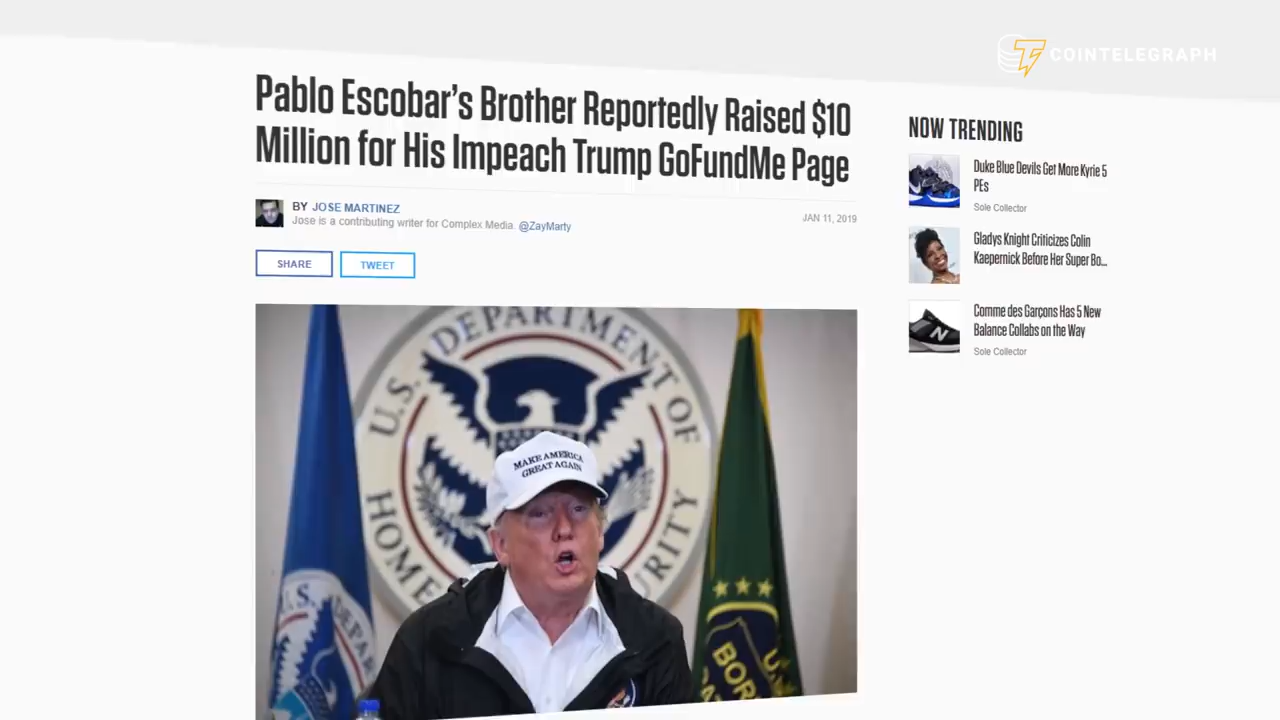 COINTELEGRAPH
Pablo Escobar's Brother Reportedly Raised $10
Million for His Impeach Trump GoFundMe Page
BY JOSE MARTINEZ
Jose is a contributing writer for Complex Media. @ZayMarty
JAN 11, 2019
SHARE
TWEET
NOW TRENDING
Duke Blue Devils Get More Kyrie 5
PEs
Sole Collector
Gladys Knight Criticizes Colin
Kaepernick Before Her Super Bo...
Comme des Garçons Has 5 New
Balance Collabs on the Way
Sole Collector
N
U.S. DEPARTMENT OF
HOME
URITY
MAKE AMERICA
GREAT AGAIN
U.S. DEPAR
U.S
BOR